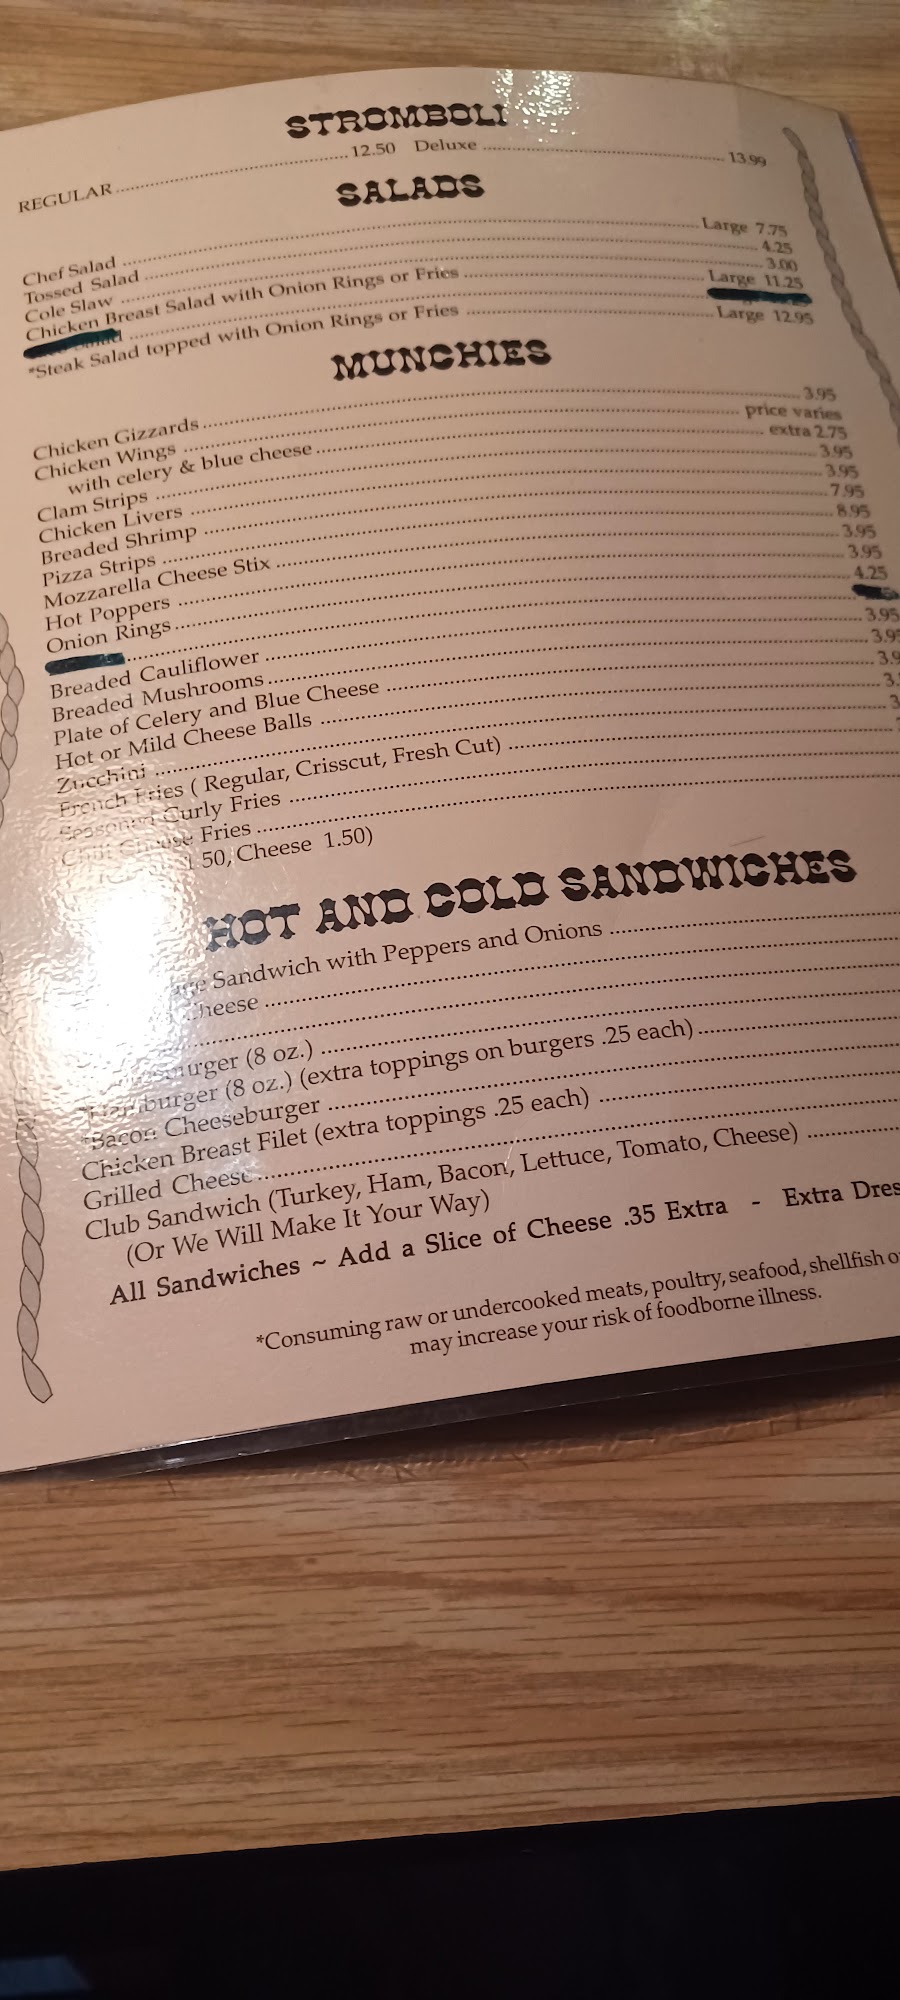 STROMBOLI
REGULAR 12.50 Deluxe 13.99
SALADS
Chef Salad Large 7.75
Tossed Salad 4.25
Cole Slaw 3.00
Chicken Breast Salad with Onion Rings or Fries Large 11.25
*Steak Salad topped with Onion Rings or Fries Large 12.95
MUNCHIES
Chicken Gizzards 3.95
Chicken Wings price varies
with celery & blue cheese extra 2.75
Clam Strips 3.95
Chicken Livers 3.95
Breaded Shrimp 7.95
Pizza Strips 8.95
Mozzarella Cheese Stix 3.95
Hot Poppers 3.95
Onion Rings 4.25
Breaded Cauliflower 3.95
Breaded Mushrooms 3.9
Plate of Celery and Blue Cheese 3.9
Hot or Mild Cheese Balls 3.
Zucchini 3
French Fries ( Regular, Crisscut, Fresh Cut)
Seasoned Curly Fries
Chili Cheese Fries
1.50, Cheese 1.50)
HOT AND COLD SANDWICHES
Sandwich with Peppers and Onions
Cheese
(8 oz.)
*Hamburger (8 oz.) (extra toppings on burgers .25 each)
*Bacon Cheeseburger
Chicken Breast Filet (extra toppings .25 each)
Grilled Cheese
Club Sandwich (Turkey, Ham, Bacon, Lettuce, Tomato, Cheese)
(Or We Will Make It Your Way)
All Sandwiches ~ Add a Slice of Cheese .35 Extra - Extra Dres
*Consuming raw or undercooked meats, poultry, seafood, shellfish o
may increase your risk of foodborne illness.